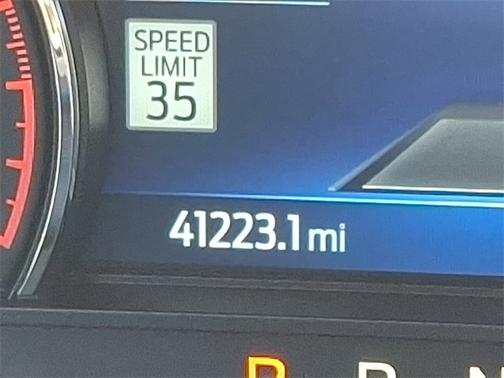 SPEED
LIMIT
35
41223.1 mi
P R N